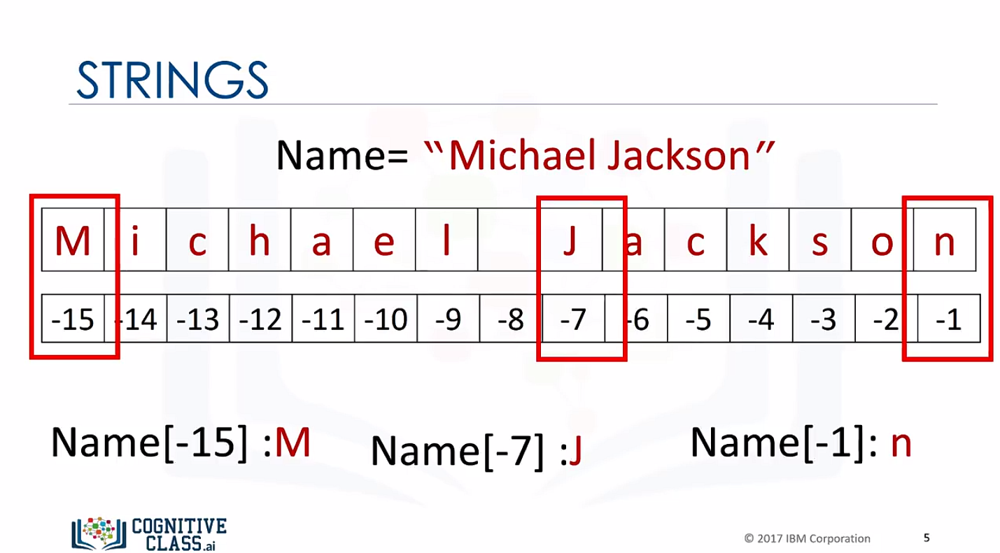 STRINGS
Name= “Michael Jackson”
M i c h a e l J a c k s o n
-15 -14 -13 -12 -11 -10 -9 -8 -7 -6 -5 -4 -3 -2 -1
Name[-15] :M Name[-7] :J Name[-1]: n
COGNITIVE
CLASS.ai
© 2017 IBM Corporation 5